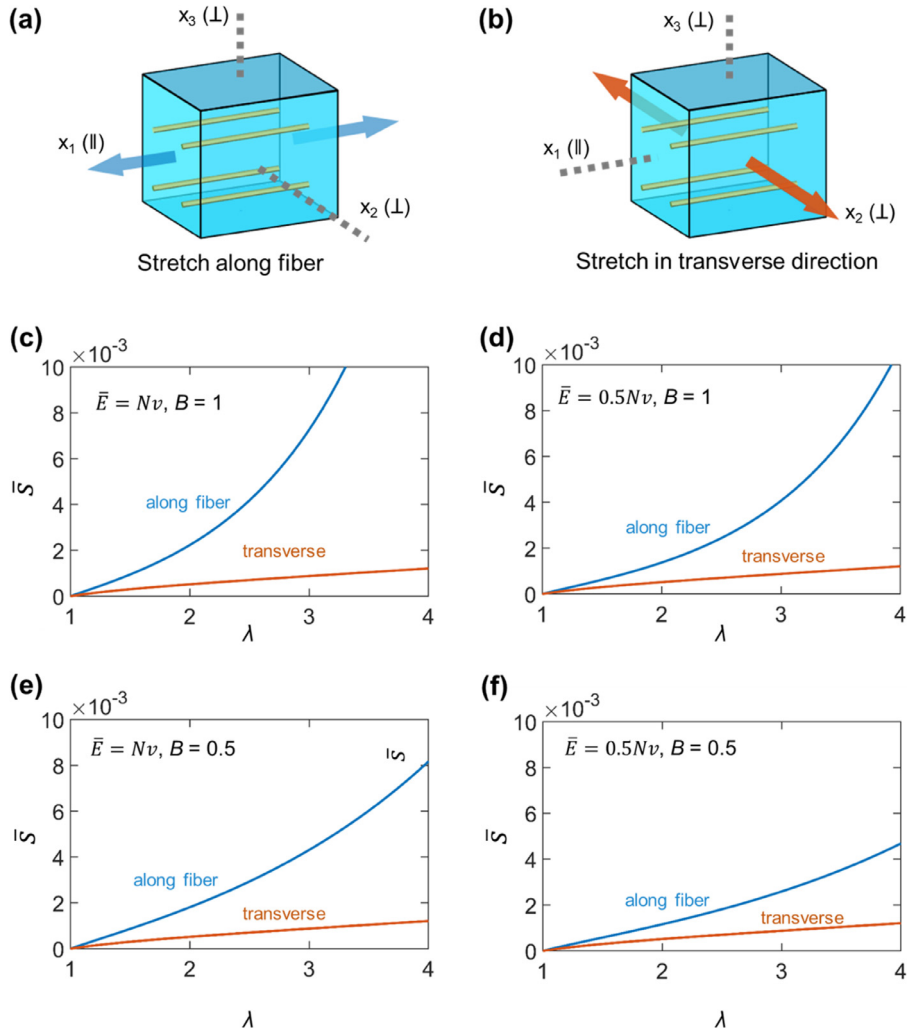 (a)
x₃ (⊥)
x₁ (∥)
x₂ (⊥)
Stretch along fiber
(b)
x₃ (⊥)
x₁ (∥)
x₂ (⊥)
Stretch in transverse direction
(c)
×10⁻³
10
8
6
4
2
0
1
2
3
4
s̄
λ
Ē = Nv, B = 1
along fiber
transverse
(d)
×10⁻³
10
8
6
4
2
0
1
2
3
4
s̄
λ
Ē = 0.5Nv, B = 1
along fiber
transverse
(e)
×10⁻³
10
8
6
4
2
0
1
2
3
4
s̄
λ
Ē = Nv, B = 0.5
s̄
along fiber
transverse
(f)
×10⁻³
10
8
6
4
2
0
1
2
3
4
s̄
λ
Ē = 0.5Nv, B = 0.5
along fiber
transverse